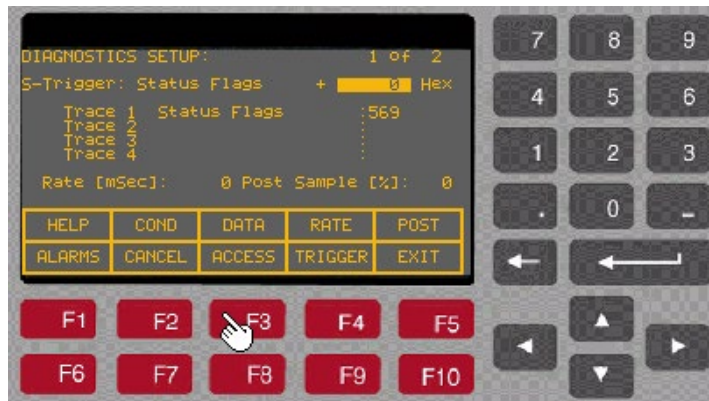 DIAGNOSTICS SETUP: 1 of 2
S-Trigger: Status Flags + 0 Hex
Trace 1 Status Flags :569
Trace 2 :
Trace 3 :
Trace 4 :
Rate [mSec]: 0 Post Sample [%]: 0
HELP COND DATA RATE POST
ALARMS CANCEL ACCESS TRIGGER EXIT
F1 F2 F3 F4 F5
F6 F7 F8 F9 F10
7 8 9
4 5 6
1 2 3
. 0 -